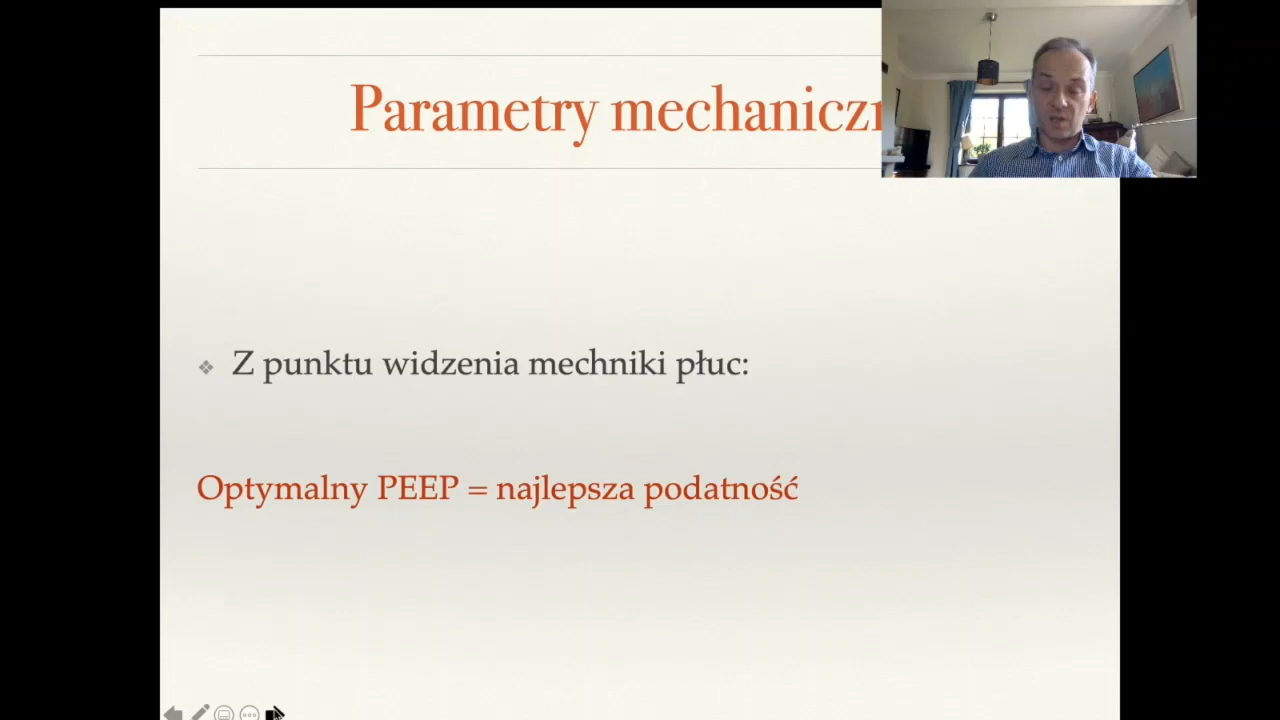 Parametry mechaniczn
Z punktu widzenia mechniki płuc:
Optymalny PEEP = najlepsza podatność